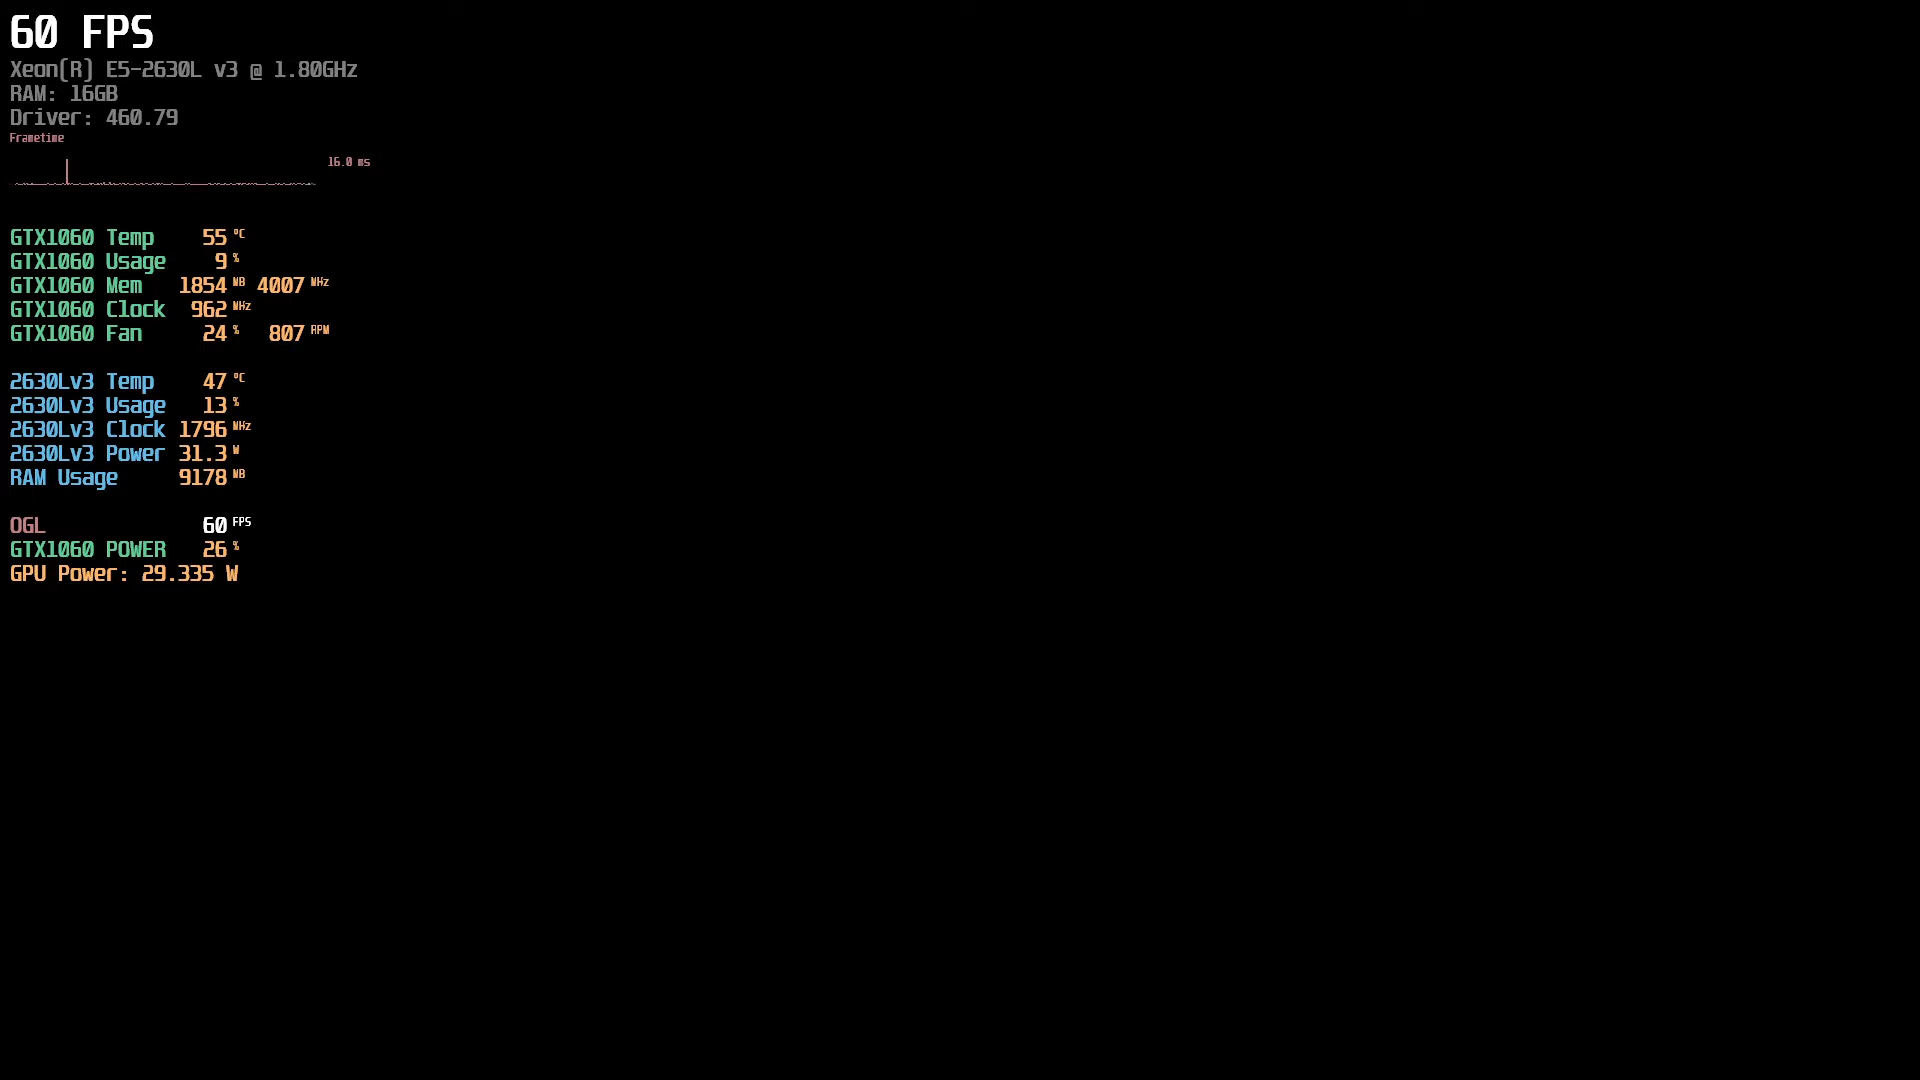 60 FPS
Xeon(R) E5-2630L v3 @ 1.80GHz
RAM: 16GB
Driver: 460.79
Frametime
16.0 ms
GTX1060 Temp 55 °C
GTX1060 Usage 9 %
GTX1060 Mem 1854 MB 4007 MHz
GTX1060 Clock 962 MHz
GTX1060 Fan 24 % 807 RPM
2630Lv3 Temp 47 °C
2630Lv3 Usage 13 %
2630Lv3 Clock 1796 MHz
2630Lv3 Power 31.3 W
RAM Usage 9178 MB
OGL 60 FPS
GTX1060 POWER 26 %
GPU Power: 29.335 W